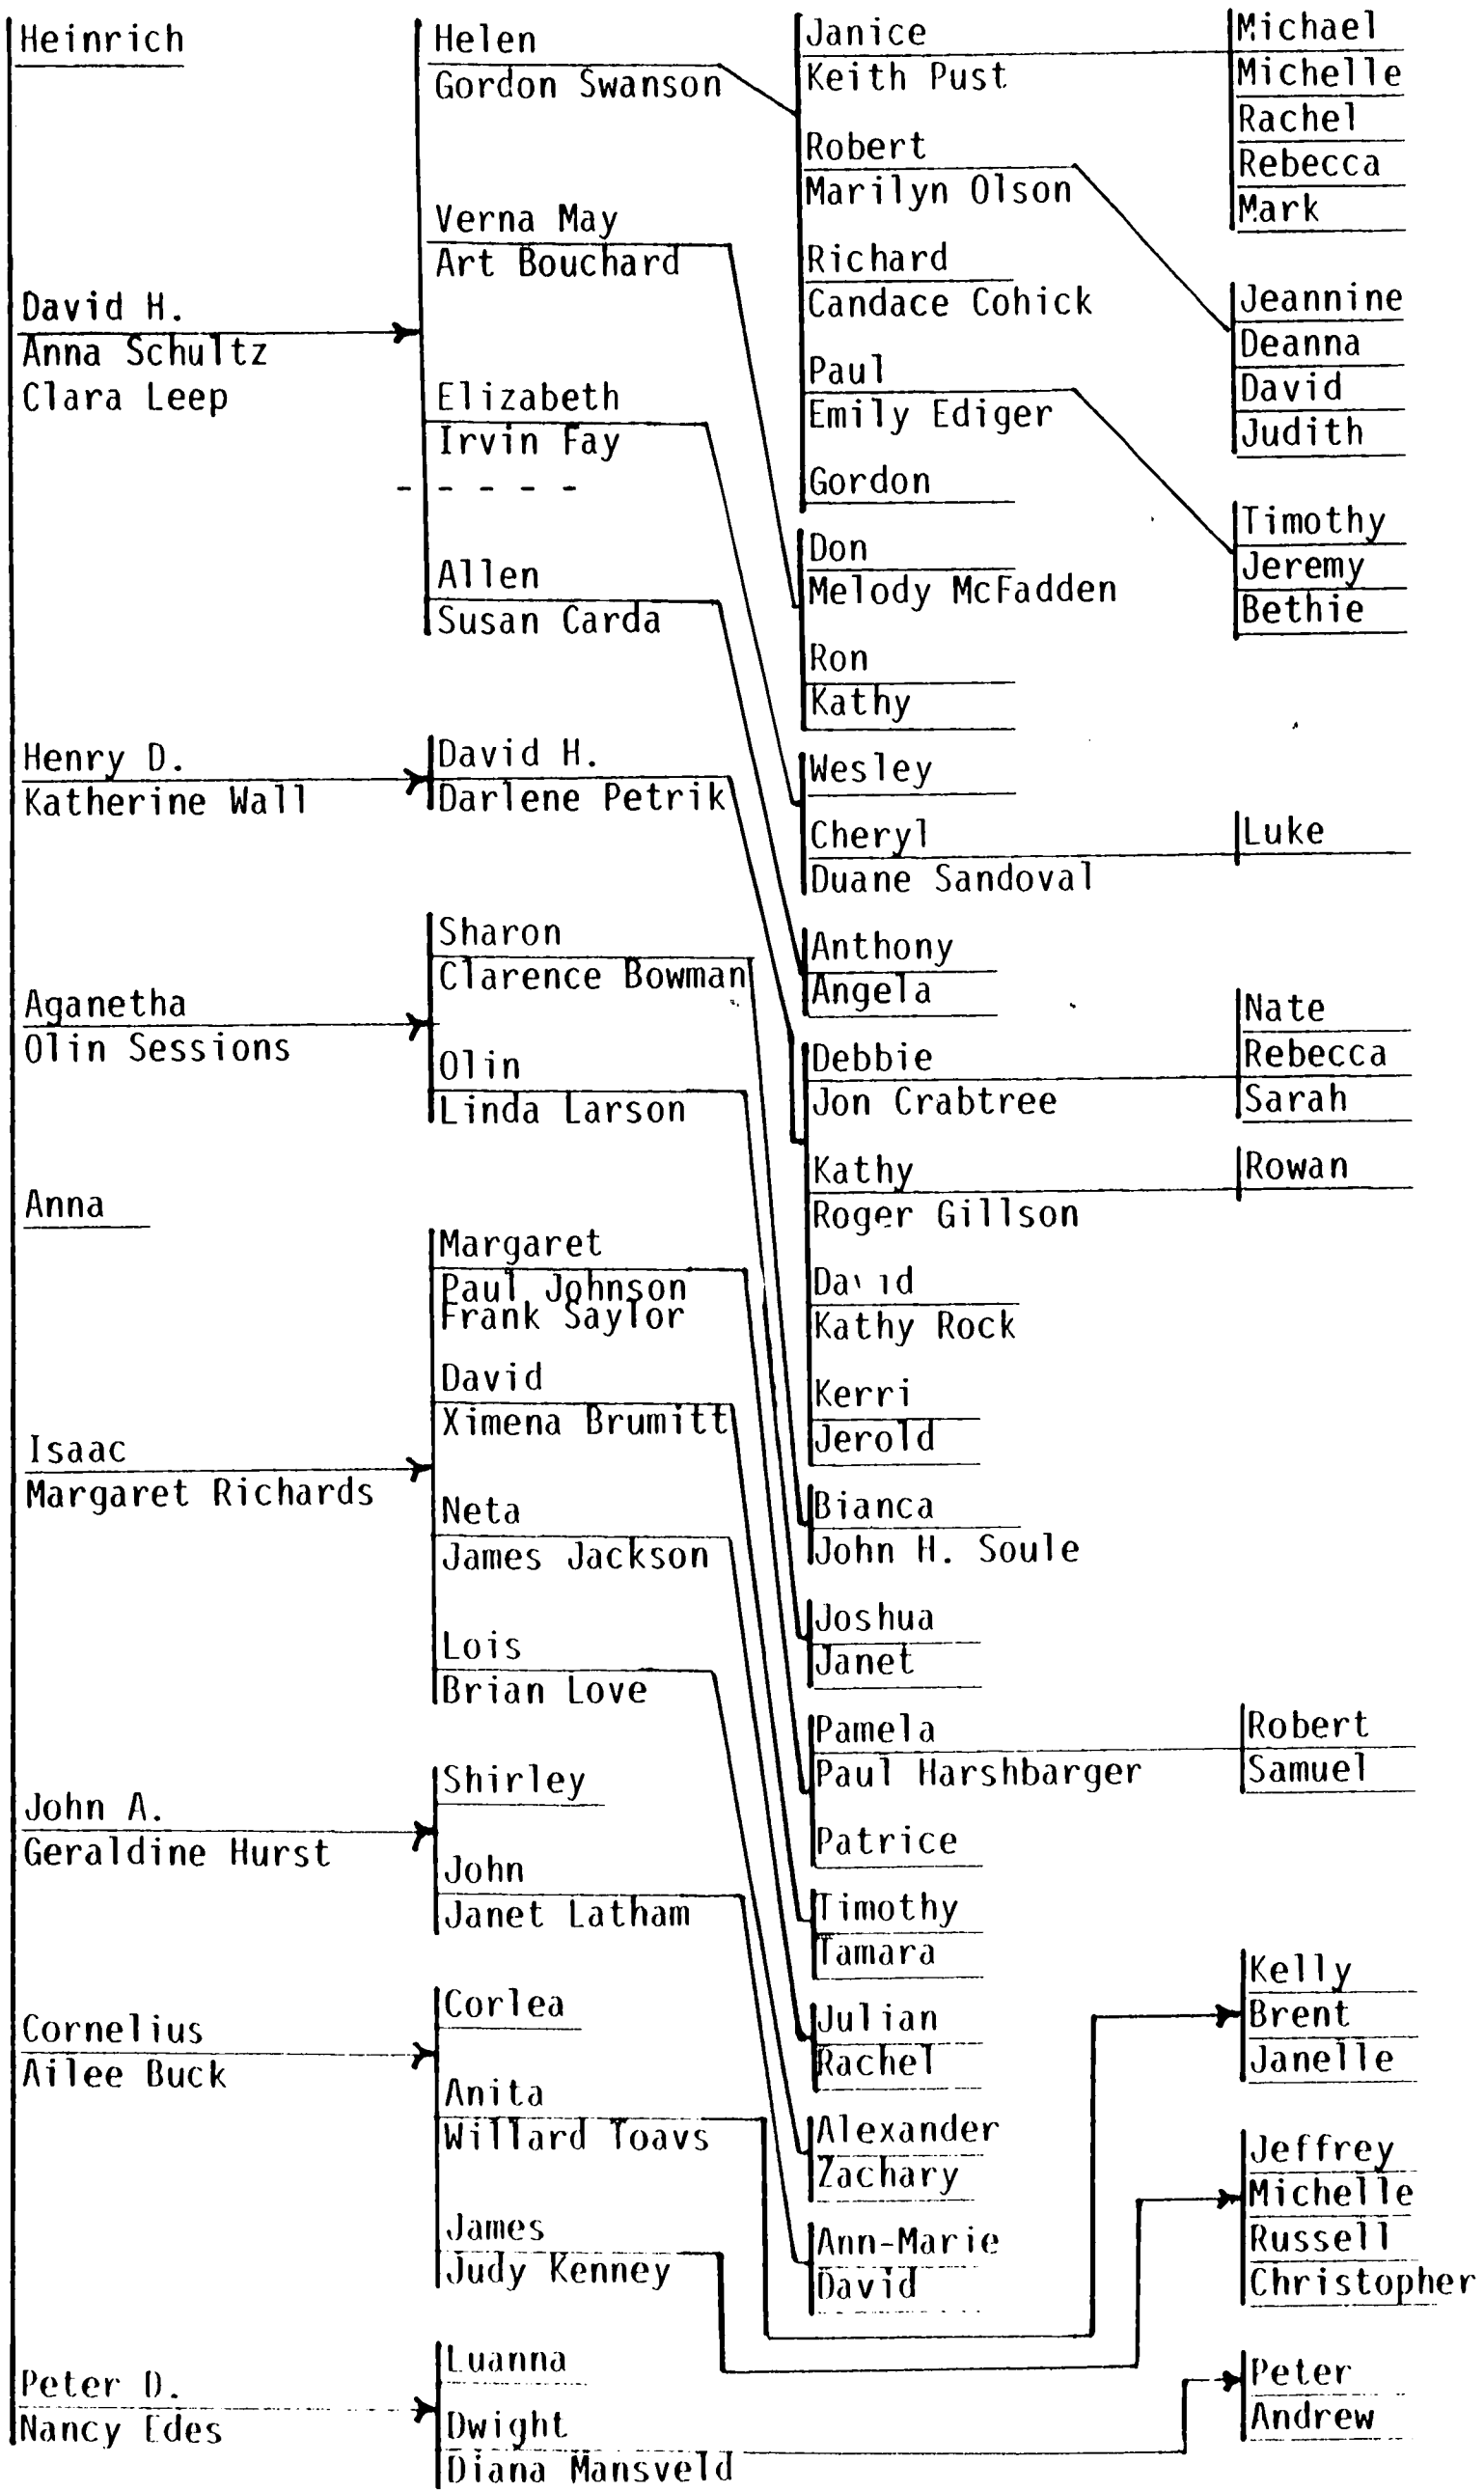 Heinrich
David H.
Anna Schultz
Clara Leep
Henry D.
Katherine Wall
Aganetha
Olin Sessions
Anna
Isaac
Margaret Richards
John A.
Geraldine Hurst
Cornelius
Ailee Buck
Peter D.
Nancy Edes
Helen
Gordon Swanson
Verna May
Art Bouchard
Elizabeth
Irvin Fay
- - - - -
Allen
Susan Carda
David H.
Darlene Petrik
Sharon
Clarence Bowman
Olin
Linda Larson
Margaret
Paul Johnson
Frank Saylor
David
Ximena Brumitt
Neta
James Jackson
Lois
Brian Love
Shirley
John
Janet Latham
Corlea
Anita
Willard Toavs
James
Judy Kenney
Luanna
Dwight
Diana Mansveld
Janice
Keith Pust
Robert
Marilyn Olson
Richard
Candace Cohick
Paul
Emily Ediger
Gordon
Don
Melody McFadden
Ron
Kathy
Wesley
Cheryl
Duane Sandoval
Anthony
Angela
Debbie
Jon Crabtree
Kathy
Roger Gillson
David
Kathy Rock
Kerri
Jerold
Bianca
John H. Soule
Joshua
Janet
Pamela
Paul Harshbarger
Patrice
Timothy
Tamara
Julian
Rachel
Alexander
Zachary
Ann-Marie
David
Michael
Michelle
Rachel
Rebecca
Mark
Jeannine
Deanna
David
Judith
Timothy
Jeremy
Bethie
Luke
Nate
Rebecca
Sarah
Rowan
Robert
Samuel
Kelly
Brent
Janelle
Jeffrey
Michelle
Russell
Christopher
Peter
Andrew